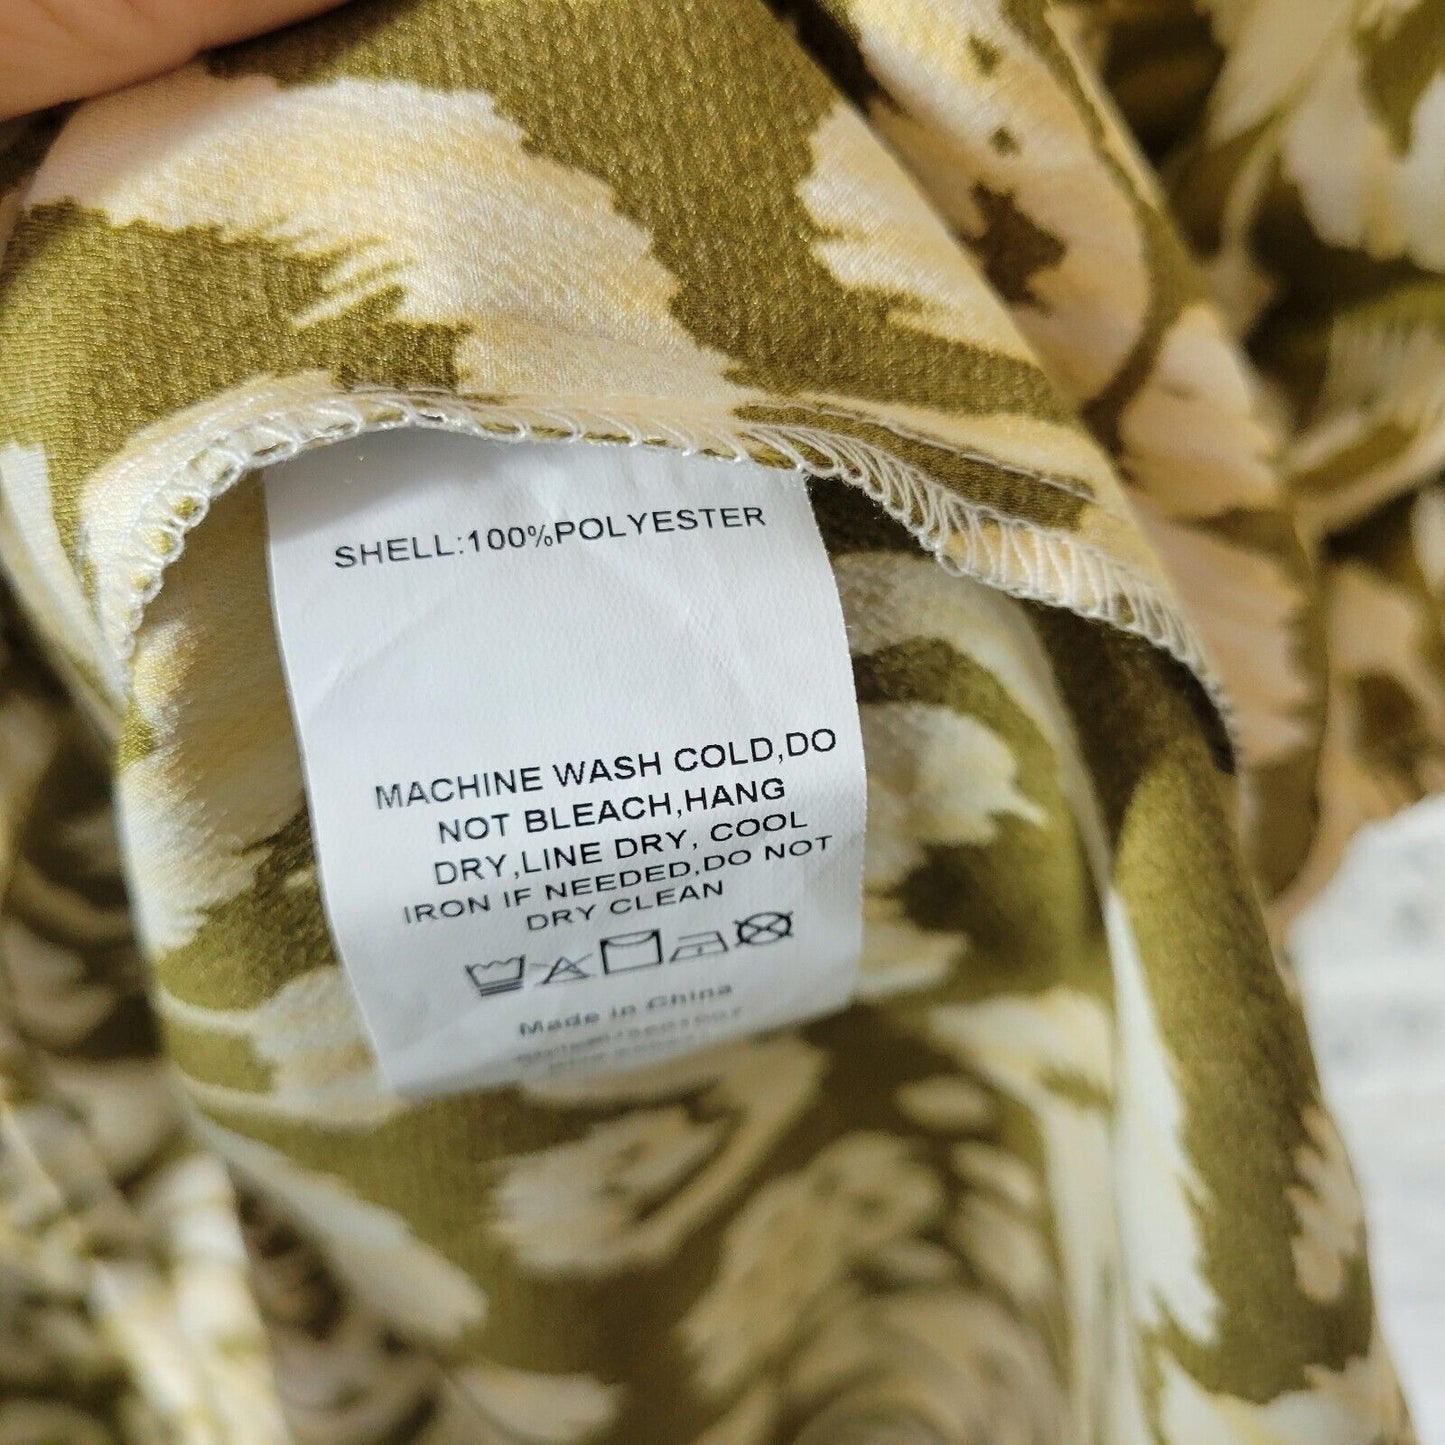 SHELL:100%POLYESTER
MACHINE WASH COLD,DO
NOT BLEACH,HANG
DRY,LINE DRY, COOL
IRON IF NEEDED,DO NOT
DRY CLEAN
Made in China